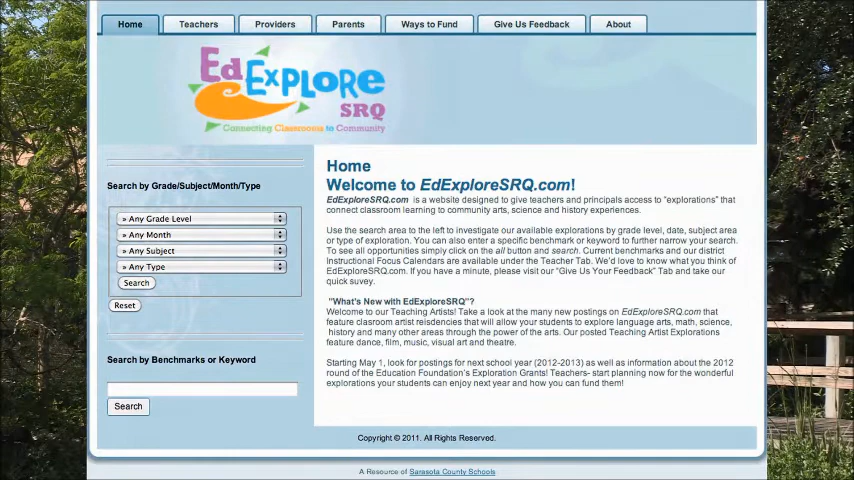 Home
Teachers
Providers
Parents
Ways to Fund
Give Us Feedback
About
Ed Explore
SRQ
Connecting Classrooms to Community
Search by Grade/Subject/Month/Type
» Any Grade Level
» Any Month
» Any Subject
» Any Type
Search
Reset
Search by Benchmarks or Keyword
Search
Home
Welcome to EdExploreSRQ.com!
EdExploreSRQ.com is a website designed to give teachers and principals access to "explorations" that
connect classroom learning to community arts, science and history experiences.
Use the search area to the left to investigate our available explorations by grade level, date, subject area
or type of exploration. You can also enter a specific benchmark or keyword to further narrow your search.
To see all opportunities simply click on the all button and search. Current benchmarks and our district
Instructional Focus Calendars are available under the Teacher Tab. We'd love to know what you think of
EdExploreSRQ.com. If you have a minute, please visit our "Give Us Your Feedback" Tab and take our
quick suvey.
"What's New with EdExploreSRQ"?
Welcome to our Teaching Artists! Take a look at the many new postings on EdExploreSRQ.com that
feature clasroom artist reisdencies that will allow your students to explore language arts, math, science,
history and many other areas through the power of the arts. Our posted Teaching Artist Explorations
feature dance, film, music, visual art and theatre.
Starting May 1, look for postings for next school year (2012-2013) as well as information about the 2012
round of the Education Foundation's Exploration Grants! Teachers- start planning now for the wonderful
explorations your students can enjoy next year and how you can fund them!
Copyright © 2011. All Rights Reserved.
A Resource of Sarasota County Schools